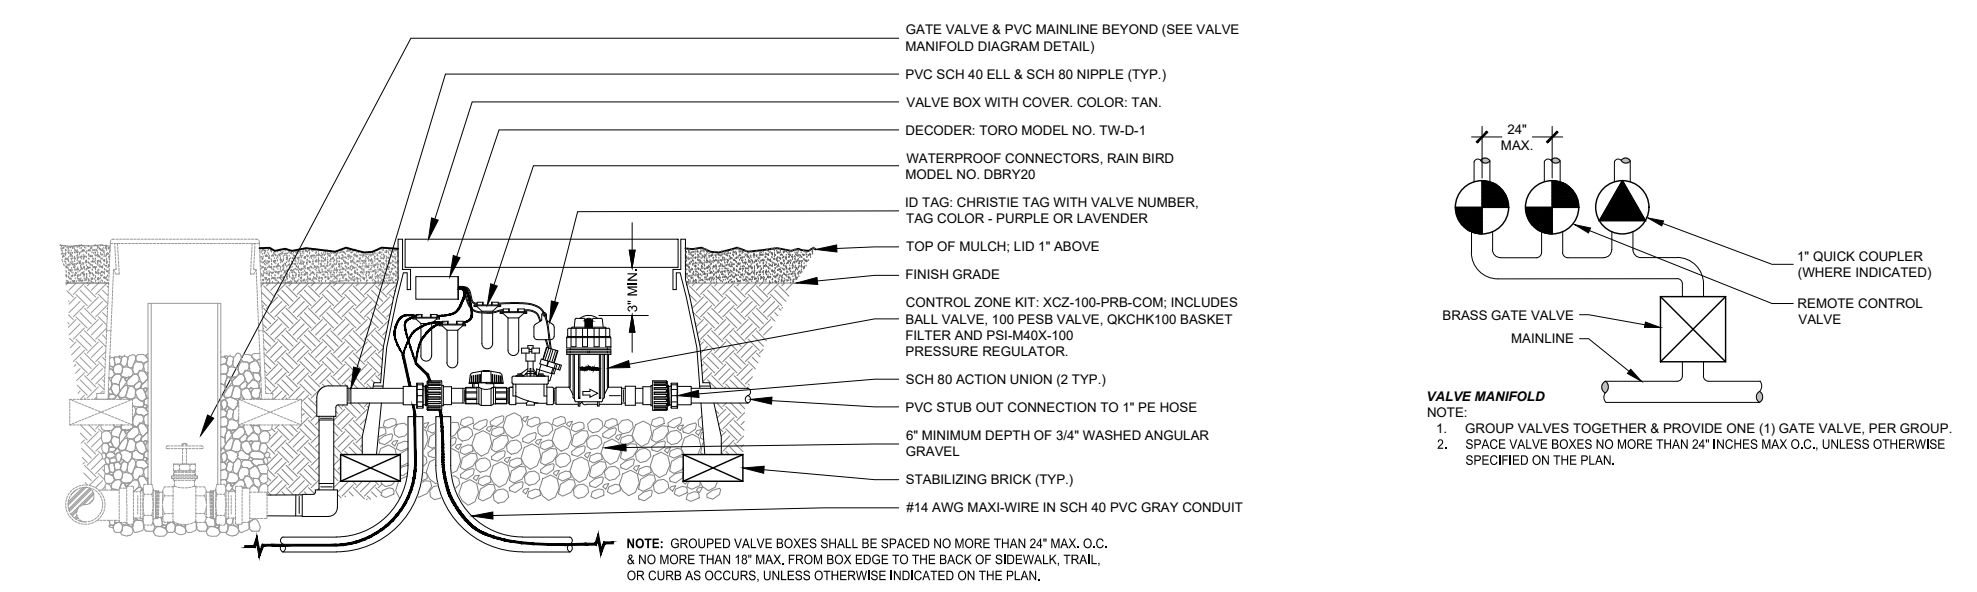 GATE VALVE & PVC MAINLINE BEYOND (SEE VALVE
MANIFOLD DIAGRAM DETAIL)
PVC SCH 40 ELL & SCH 80 NIPPLE (TYP.)
VALVE BOX WITH COVER. COLOR: TAN.
DECODER: TORO MODEL NO. TW-D-1
WATERPROOF CONNECTORS, RAIN BIRD
MODEL NO. DBRY20
ID TAG: CHRISTIE TAG WITH VALVE NUMBER,
TAG COLOR - PURPLE OR LAVENDER
TOP OF MULCH; LID 1" ABOVE
FINISH GRADE
3" MIN.
CONTROL ZONE KIT: XCZ-100-PRB-COM; INCLUDES
BALL VALVE, 100 PESB VALVE, QKCHK100 BASKET
FILTER AND PSI-M40X-100
PRESSURE REGULATOR.
SCH 80 ACTION UNION (2 TYP.)
PVC STUB OUT CONNECTION TO 1" PE HOSE
6" MINIMUM DEPTH OF 3/4" WASHED ANGULAR
GRAVEL
STABILIZING BRICK (TYP.)
#14 AWG MAXI-WIRE IN SCH 40 PVC GRAY CONDUIT
NOTE: GROUPED VALVE BOXES SHALL BE SPACED NO MORE THAN 24" MAX. O.C.
& NO MORE THAN 18" MAX. FROM BOX EDGE TO THE BACK OF SIDEWALK, TRAIL,
OR CURB AS OCCURS, UNLESS OTHERWISE INDICATED ON THE PLAN.
24"
MAX.
1" QUICK COUPLER
(WHERE INDICATED)
REMOTE CONTROL
VALVE
BRASS GATE VALVE
MAINLINE
VALVE MANIFOLD
NOTE:
1. GROUP VALVES TOGETHER & PROVIDE ONE (1) GATE VALVE, PER GROUP.
2. SPACE VALVE BOXES NO MORE THAN 24" INCHES MAX O.C., UNLESS OTHERWISE
SPECIFIED ON THE PLAN.